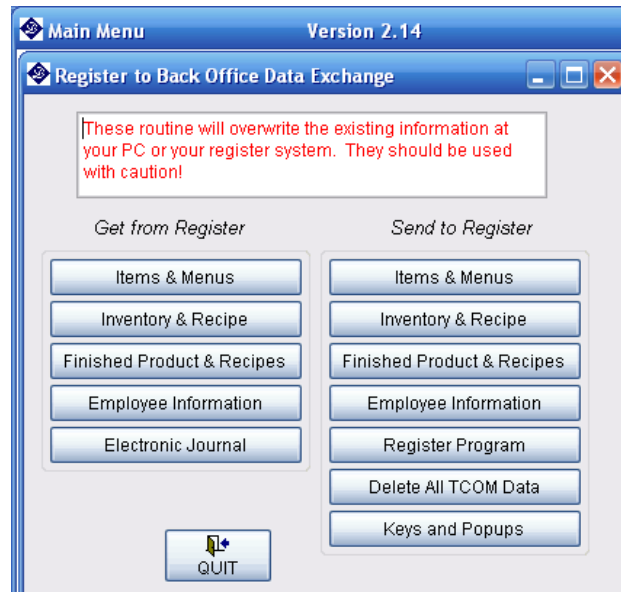 Main Menu Version 2.14
Register to Back Office Data Exchange
These routine will overwrite the existing information at
your PC or your register system. They should be used
with caution!
Get from Register Send to Register
Items & Menus Items & Menus
Inventory & Recipe Inventory & Recipe
Finished Product & Recipes Finished Product & Recipes
Employee Information Employee Information
Electronic Journal Register Program
Delete All TCOM Data
Keys and Popups
QUIT